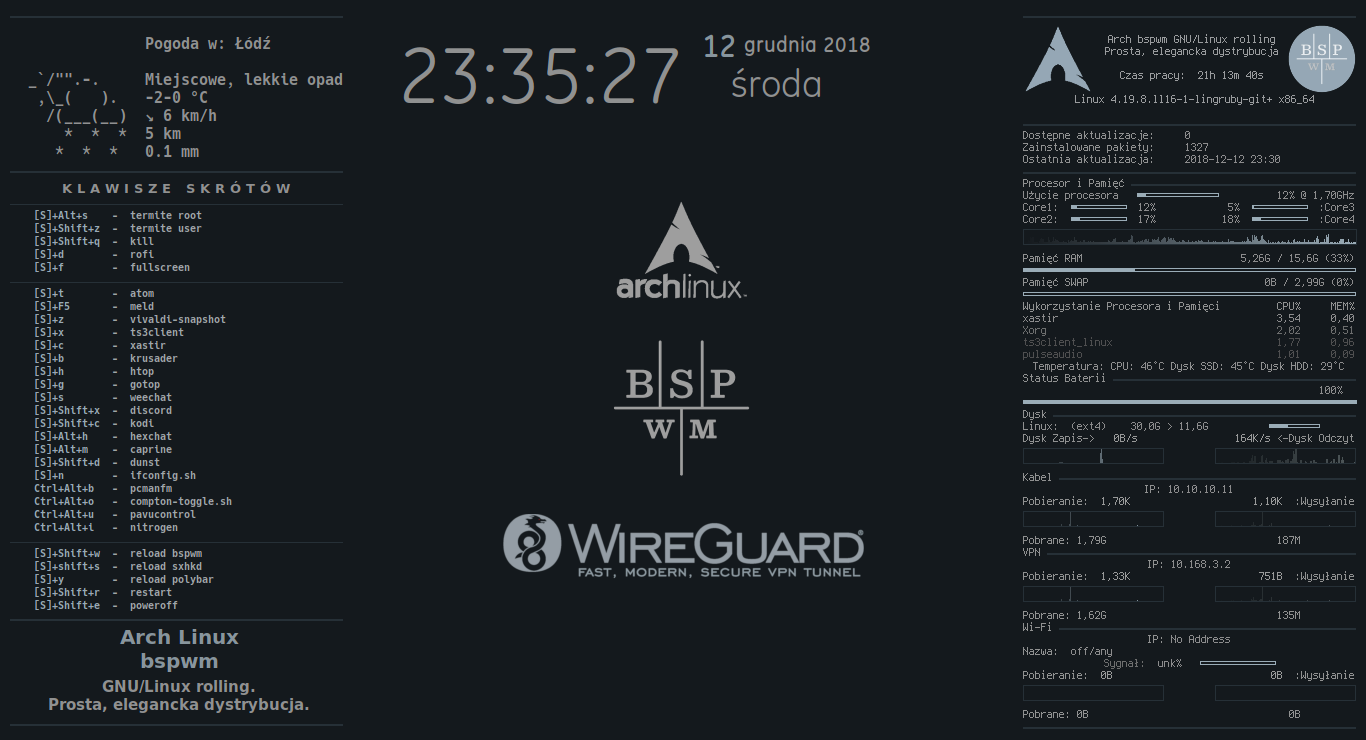 Pogoda w: Łódź
_`/"".-.     Miejscowe, lekkie opad
,\_(   ).   -2-0 °C
/(___(__)  ↘ 6 km/h
*  *  *  5 km
*  *  *   0.1 mm
KLAWISZE SKRÓTÓW
[S]+Alt+s - termite root
[S]+Shift+z - termite user
[S]+Shift+q - kill
[S]+d - rofi
[S]+f - fullscreen
[S]+t - atom
[S]+F5 - meld
[S]+z - vivaldi-snapshot
[S]+x - ts3client
[S]+c - xastir
[S]+b - krusader
[S]+h - htop
[S]+g - gotop
[S]+s - weechat
[S]+Shift+x - discord
[S]+Shift+c - kodi
[S]+Alt+h - hexchat
[S]+Alt+m - caprine
[S]+Shift+d - dunst
[S]+n - ifconfig.sh
Ctrl+Alt+b - pcmanfm
Ctrl+Alt+o - compton-toggle.sh
Ctrl+Alt+u - pavucontrol
Ctrl+Alt+i - nitrogen
[S]+Shift+w - reload bspwm
[S]+shift+s - reload sxhkd
[S]+y - reload polybar
[S]+Shift+r - restart
[S]+Shift+e - poweroff
Arch Linux
bspwm
GNU/Linux rolling.
Prosta, elegancka dystrybucja.
23:35:27
12 grudnia 2018
środa
archlinux™
BSP
WM
WIREGUARD®
FAST, MODERN, SECURE VPN TUNNEL
Arch bspwm GNU/Linux rolling
Prosta, elegancka dystrybucja
Czas pracy: 21h 13m 40s
Linux 4.19.8.1116-1-lingruby-git+ x86_64
BSP
WM
Dostępne aktualizacje: 0
Zainstalowane pakiety: 1327
Ostatnia aktualizacja: 2018-12-12 23:30
Procesor i Pamięć
Użycie procesora 12% @ 1,70GHz
Core1: 12% 5% :Core3
Core2: 17% 18% :Core4
Pamięć RAM 5,26G / 15,6G (33%)
Pamięć SWAP 0B / 2,99G (0%)
Wykorzystanie Procesora i Pamięci CPU% MEM%
xastir 3,54 0,40
Xorg 2,02 0,51
ts3client_linux 1,77 0,96
pulseaudio 1,01 0,09
Temperatura: CPU: 46°C Dysk SSD: 45°C Dysk HDD: 29°C
Status Baterii
100%
Dysk
Linux: (ext4) 30,0G > 11,6G
Dysk Zapis-> 0B/s 164K/s <-Dysk Odczyt
Kabel
IP: 10.10.10.11
Pobieranie: 1,70K 1,10K :Wysyłanie
Pobrane: 1,79G 187M
VPN
IP: 10.168.3.2
Pobieranie: 1,33K 751B :Wysyłanie
Pobrane: 1,62G 135M
Wi-Fi
IP: No Address
Nazwa: off/any
Sygnał: unk%
Pobieranie: 0B 0B :Wysyłanie
Pobrane: 0B 0B